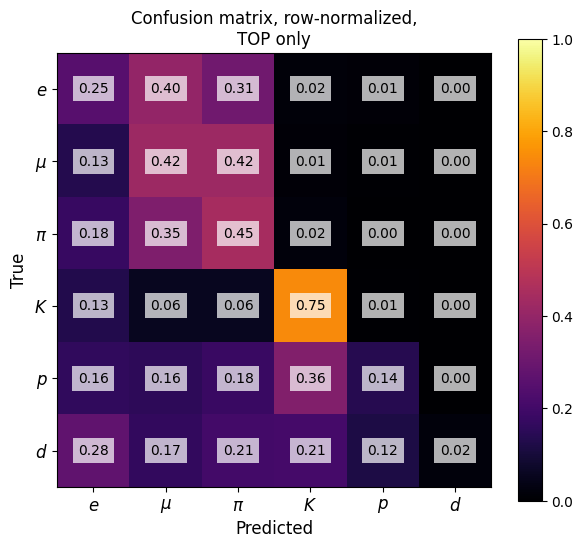 Confusion matrix, row-normalized,
TOP only
True
e 0.25 0.40 0.31 0.02 0.01 0.00
μ 0.13 0.42 0.42 0.01 0.01 0.00
π 0.18 0.35 0.45 0.02 0.00 0.00
K 0.13 0.06 0.06 0.75 0.01 0.00
p 0.16 0.16 0.18 0.36 0.14 0.00
d 0.28 0.17 0.21 0.21 0.12 0.02
e μ π K p d
Predicted
1.0
0.8
0.6
0.4
0.2
0.0